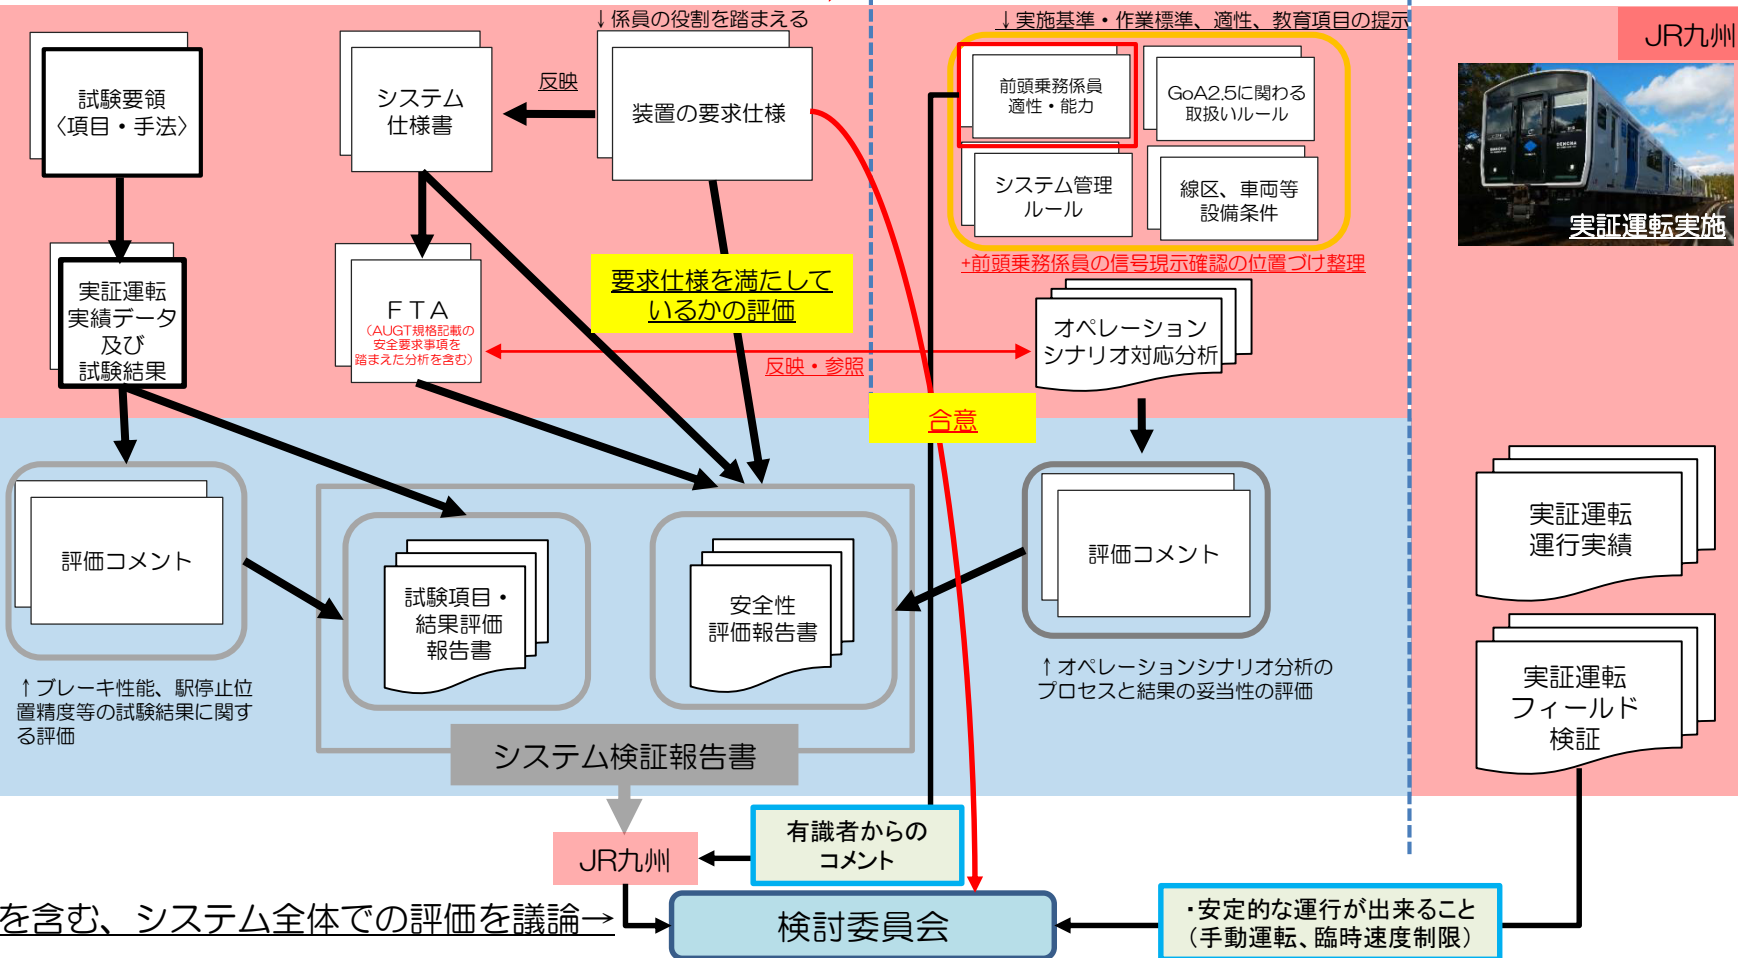 ↓係員の役割を踏まえる
↓実施基準・作業標準、適性、教育項目の提示
JR九州
試験要領
〈項目・手法〉
システム
仕様書
反映
装置の要求仕様
前頭乗務係員
適性・能力
GoA2.5に関わる
取扱いルール
システム管理
ルール
線区、車両等
設備条件
実証運転実施
+前頭乗務係員の信号現示確認の位置づけ整理
実証運転
実績データ
及び
試験結果
FTA
（AUGT規格記載の
安全要求事項を
踏まえた分析を含む）
要求仕様を満たして
いるかの評価
反映・参照
オペレーション
シナリオ対応分析
合意
評価コメント
試験項目・
結果評価
報告書
安全性
評価報告書
評価コメント
実証運転
運行実績
↑ブレーキ性能、駅停止位
置精度等の試験結果に関す
る評価
↑オペレーションシナリオ分析の
プロセスと結果の妥当性の評価
実証運転
フィールド
検証
システム検証報告書
JR九州
有識者からの
コメント
を含む、システム全体での評価を議論→
検討委員会
・安定的な運行が出来ること
（手動運転、臨時速度制限）